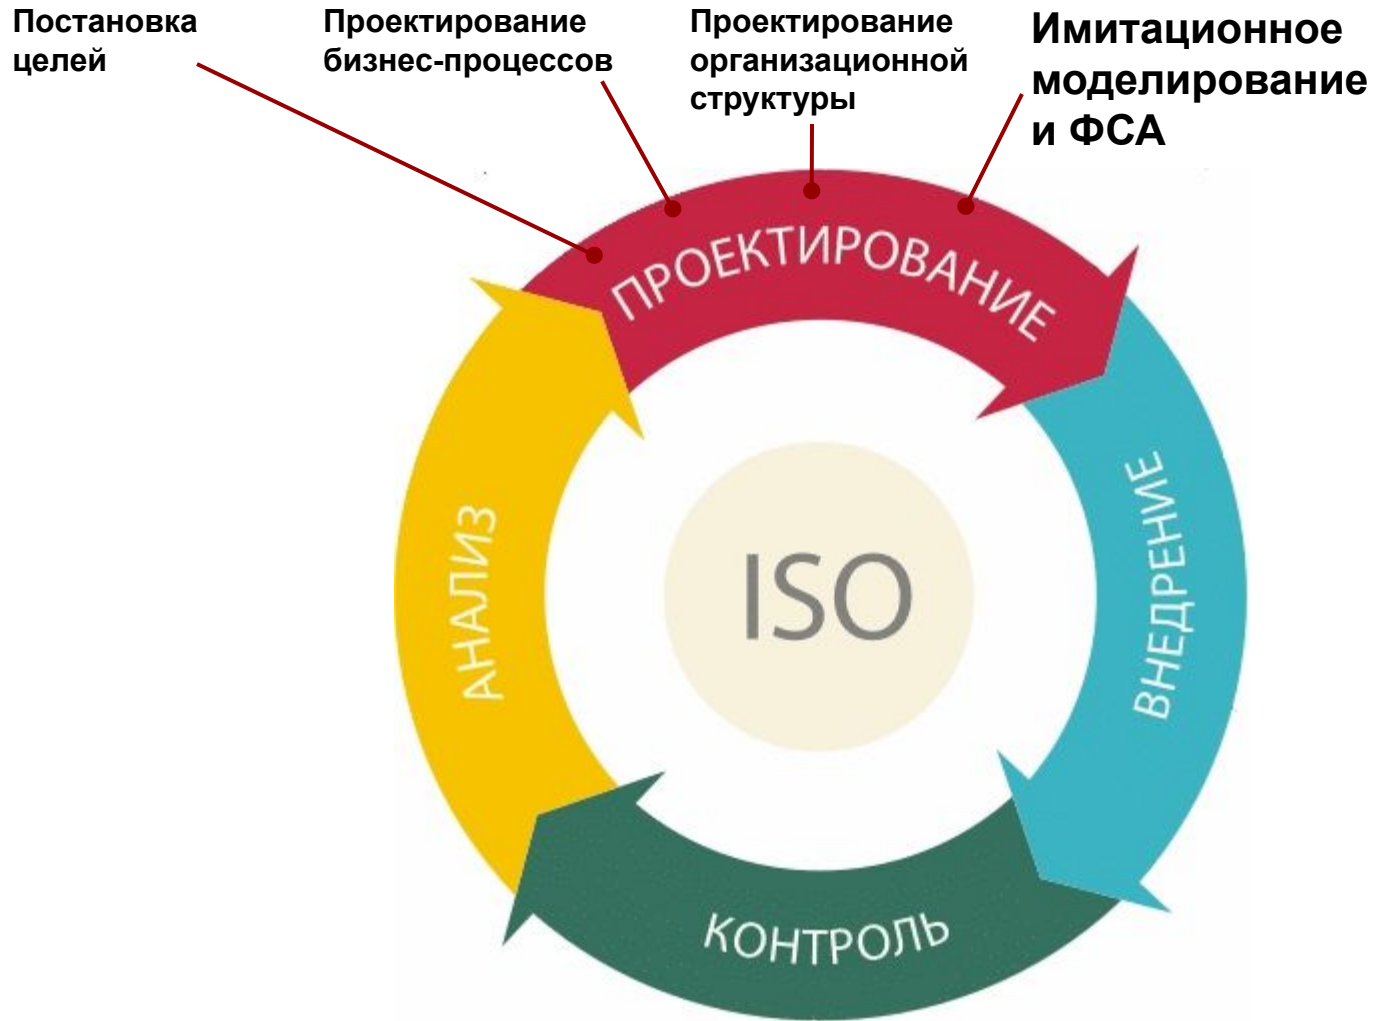 Постановка
целей
Проектирование
бизнес-процессов
Проектирование
организационной
структуры
Имитационное
моделирование
и ФСА
ПРОЕКТИРОВАНИЕ
ВНЕДРЕНИЕ
КОНТРОЛЬ
АНАЛИЗ
ISO